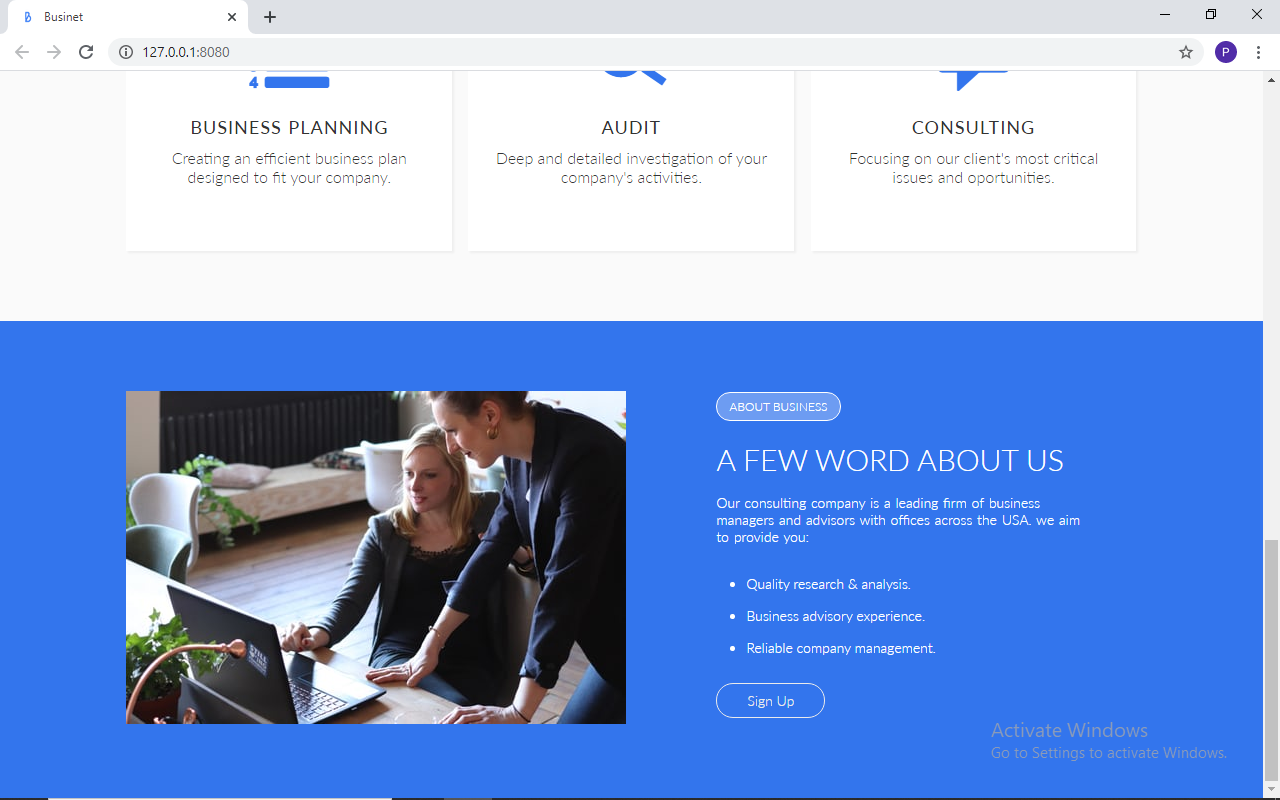 Businet
127.0.0.1:8080
P
4
BUSINESS PLANNING
Creating an efficient business plan
designed to fit your company.
AUDIT
Deep and detailed investigation of your
company's activities.
CONSULTING
Focusing on our client's most critical
issues and oportunities.
ABOUT BUSINESS
A FEW WORD ABOUT US
Our consulting company is a leading firm of business
managers and advisors with offices across the USA. we aim
to provide you:
Quality research & analysis.
Business advisory experience.
Reliable company management.
Sign Up
Activate Windows
Go to Settings to activate Windows.